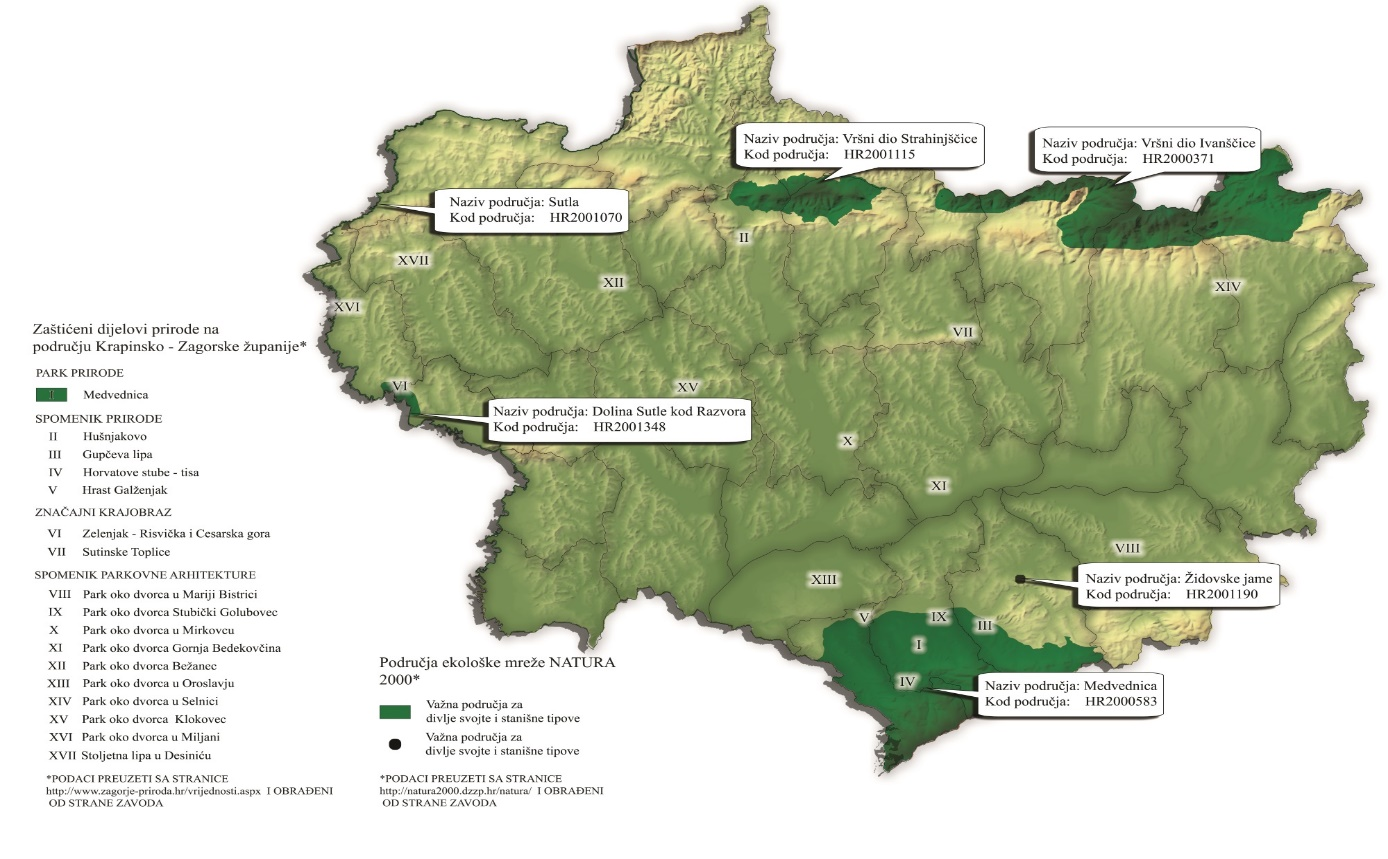 Naziv područja: Vršni dio Strahinjščice
Kod područja: HR2001115
Naziv područja: Vršni dio Ivanščice
Kod područja: HR2000371
Naziv područja: Sutla
Kod područja: HR2001070
II
XVII
XII
XIV
XVI
VII
VI
XV
Naziv područja: Dolina Sutle kod Razvora
Kod područja: HR2001348
X
XI
VIII
XIII
Naziv područja: Židovske jame
Kod područja: HR2001190
V
IX
III
I
IV
Naziv područja: Medvednica
Kod područja: HR2000583
Zaštićeni dijelovi prirode na
području Krapinsko - Zagorske županije*
PARK PRIRODE
I Medvednica
SPOMENIK PRIRODE
II Hušnjakovo
III Gupčeva lipa
IV Horvatove stube - tisa
V Hrast Galženjak
ZNAČAJNI KRAJOBRAZ
VI Zelenjak - Risvička i Cesarska gora
VII Sutinske Toplice
SPOMENIK PARKOVNE ARHITEKTURE
VIII Park oko dvorca u Mariji Bistrici
IX Park oko dvorca Stubički Golubovec
X Park oko dvorca u Mirkovcu
XI Park oko dvorca Gornja Bedekovčina
XII Park oko dvorca Bežanec
XIII Park oko dvorca u Oroslavju
XIV Park oko dvorca u Selnici
XV Park oko dvorca Klokovec
XVI Park oko dvorca u Miljani
XVII Stoljetna lipa u Desiniću
*PODACI PREUZETI SA STRANICE
http://www.zagorje-priroda.hr/vrijednosti.aspx I OBRAĐENI
OD STRANE ZAVODA
Područja ekološke mreže NATURA
2000*
Važna područja za
divlje svojte i stanišne tipove
Važna područja za
divlje svojte i stanišne tipove
*PODACI PREUZETI SA STRANICE
http://natura2000.dzzp.hr/natura/ I OBRAĐENI
OD STRANE ZAVODA